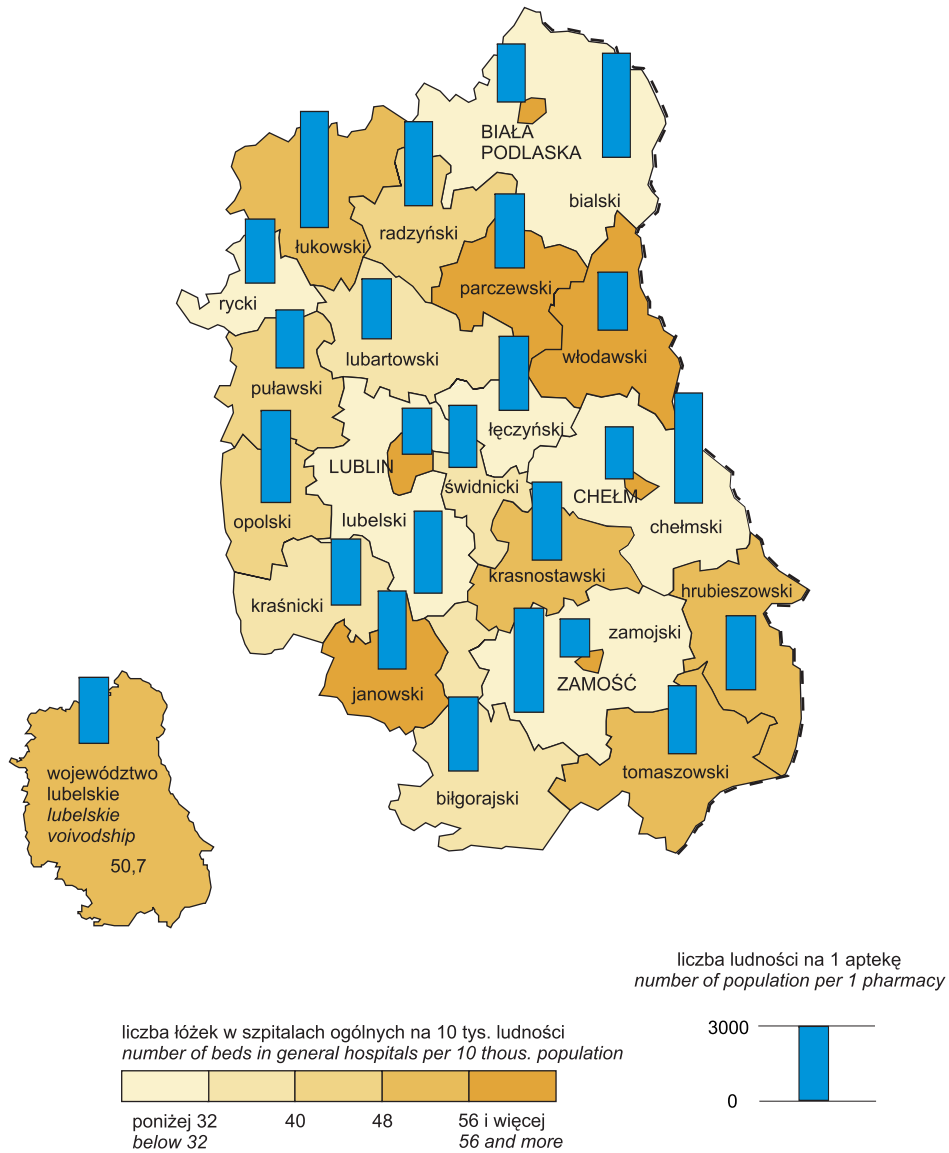 BIAŁA
PODLASKA
bialski
łukowski
radzyński
parczewski
rycki
lubartowski
włodawski
puławski
łęczyński
LUBLIN
świdnicki
CHEŁM
opolski
lubelski
chełmski
krasnostawski
hrubieszowski
kraśnicki
zamojski
ZAMOŚĆ
janowski
tomaszowski
biłgorajski
województwo
lubelskie
lubelskie
voivodship
50,7
liczba ludności na 1 aptekę
number of population per 1 pharmacy
3000
0
liczba łóżek w szpitalach ogólnych na 10 tys. ludności
number of beds in general hospitals per 10 thous. population
poniżej 32 40 48 56 i więcej
below 32 56 and more